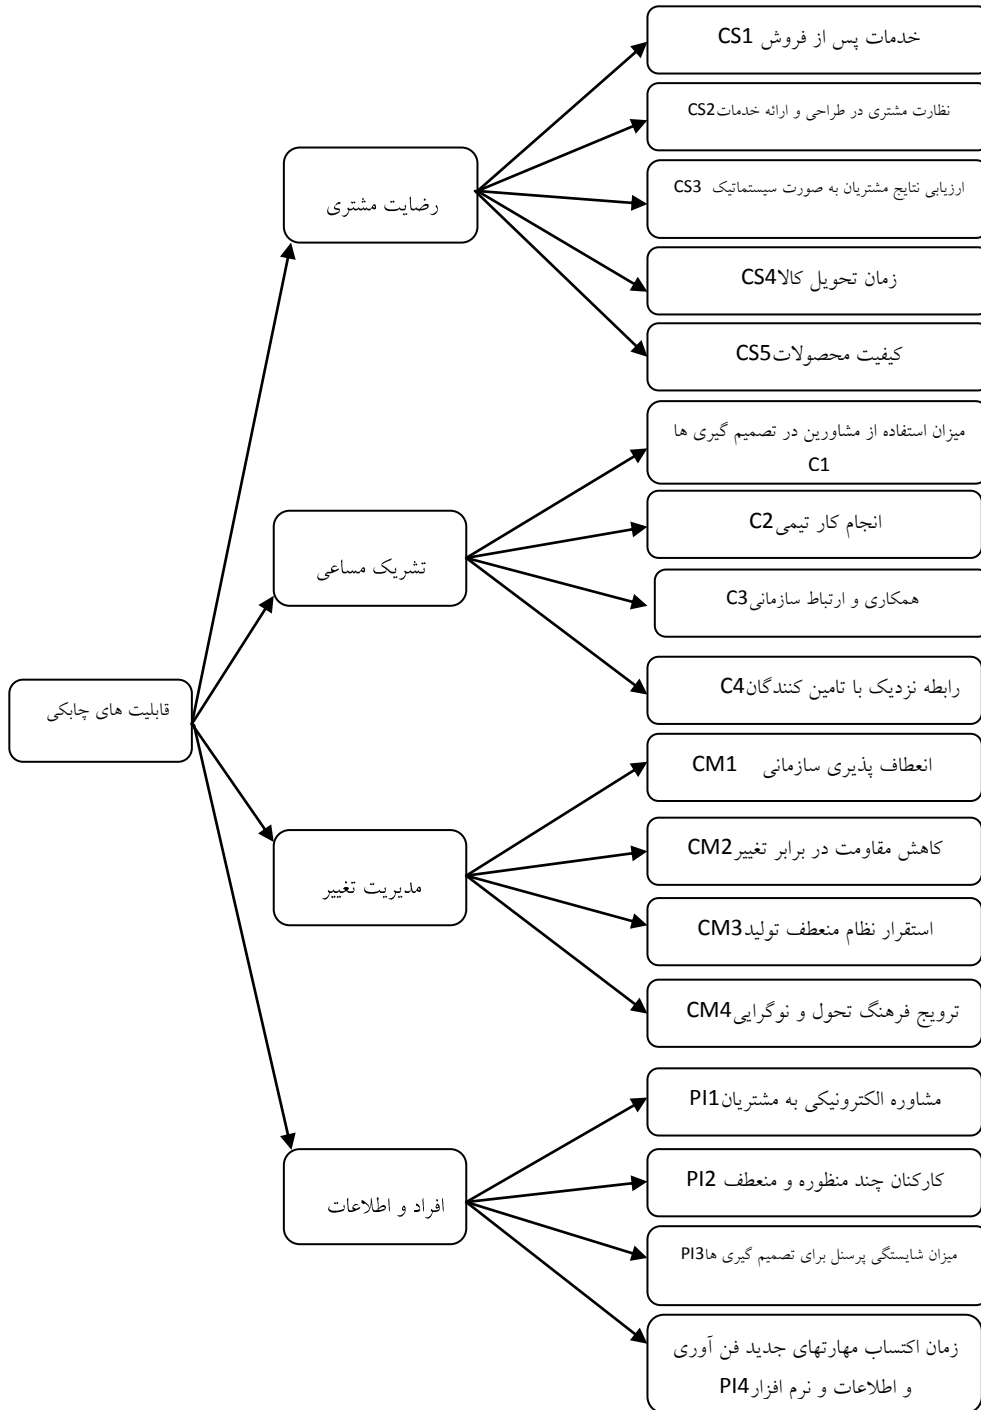 خدمات پس از فروش CS1
نظارت مشتری در طراحی و ارائه خدماتCS2
ارزیابی نتایج مشتریان به صورت سیستماتیک CS3
رضایت مشتری
زمان تحویل کالاCS4
کیفیت محصولاتCS5
میزان استفاده از مشاورین در تصمیم گیری ها
C1
انجام کار تیمیC2
تشریک مساعی
همکاری و ارتباط سازمانیC3
رابطه نزدیک با تامین کنندگانC4
قابلیت های چابکی
انعطاف پذیری سازمانی CM1
کاهش مقاومت در برابر تغییرCM2
مدیریت تغییر
استقرار نظام منعطف تولیدCM3
ترویج فرهنگ تحول و نوگراییCM4
مشاوره الکترونیکی به مشتریانPI1
کارکنان چند منظوره و منعطف PI2
افراد و اطلاعات
میزان شایستگی پرسنل برای تصمیم گیری هاPI3
زمان اکتساب مهارتهای جدید فن آوری
و اطلاعات و نرم افزارPI4